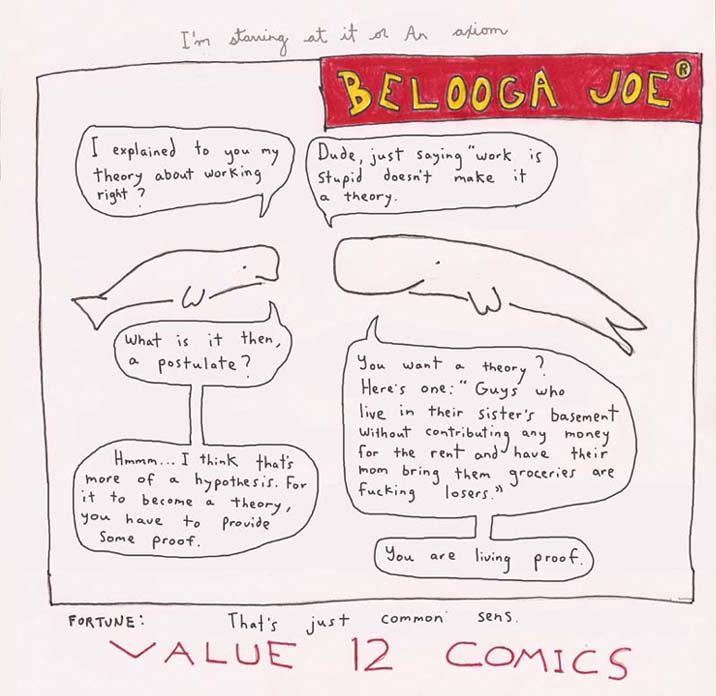 I'm starring at it or An axiom
BELOOGA JOE®
I explained to you my
theory about working
right?
Dude, just saying "work is
stupid doesn't make it
a theory.
What is it then,
a postulate?
Hmmm... I think that's
more of a hypothesis. For
it to become a theory,
you have to provide
some proof.
You want a theory?
Here's one: "Guys who
live in their sister's basement
without contributing any money
for the rent and have their
mom bring them groceries are
fucking losers."
You are living proof.
FORTUNE: That's just common sens.
VALUE 12 COMICS